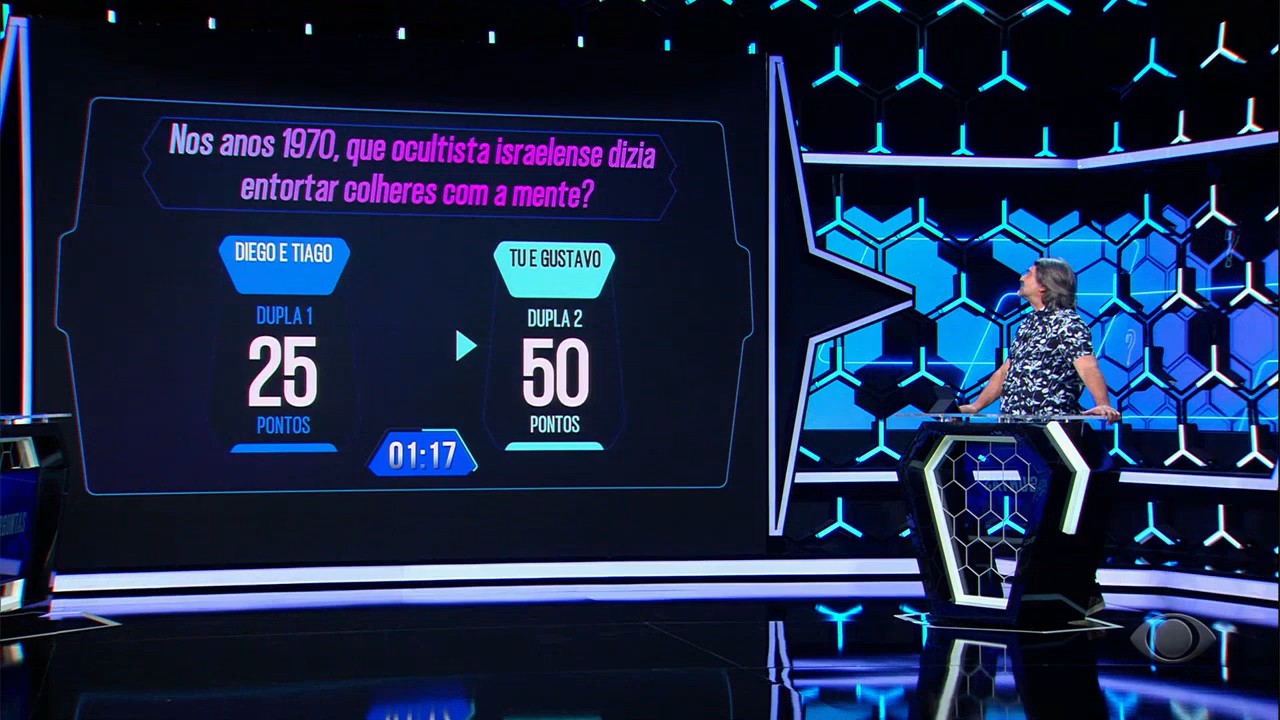 Nos anos 1970, que ocultista israelense dizia
entortar colheres com a mente?
DIEGO E TIAGO
TU E GUSTAVO
DUPLA 1
DUPLA 2
25
50
PONTOS
PONTOS
01:17